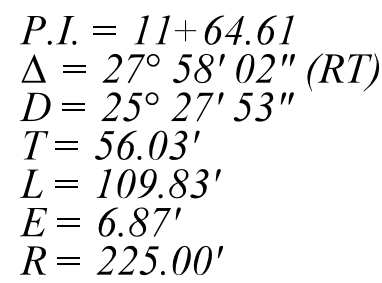 P.I. = 11+64.61
Δ = 27° 58' 02" (RT)
D = 25° 27' 53"
T = 56.03'
L = 109.83'
E = 6.87'
R = 225.00'